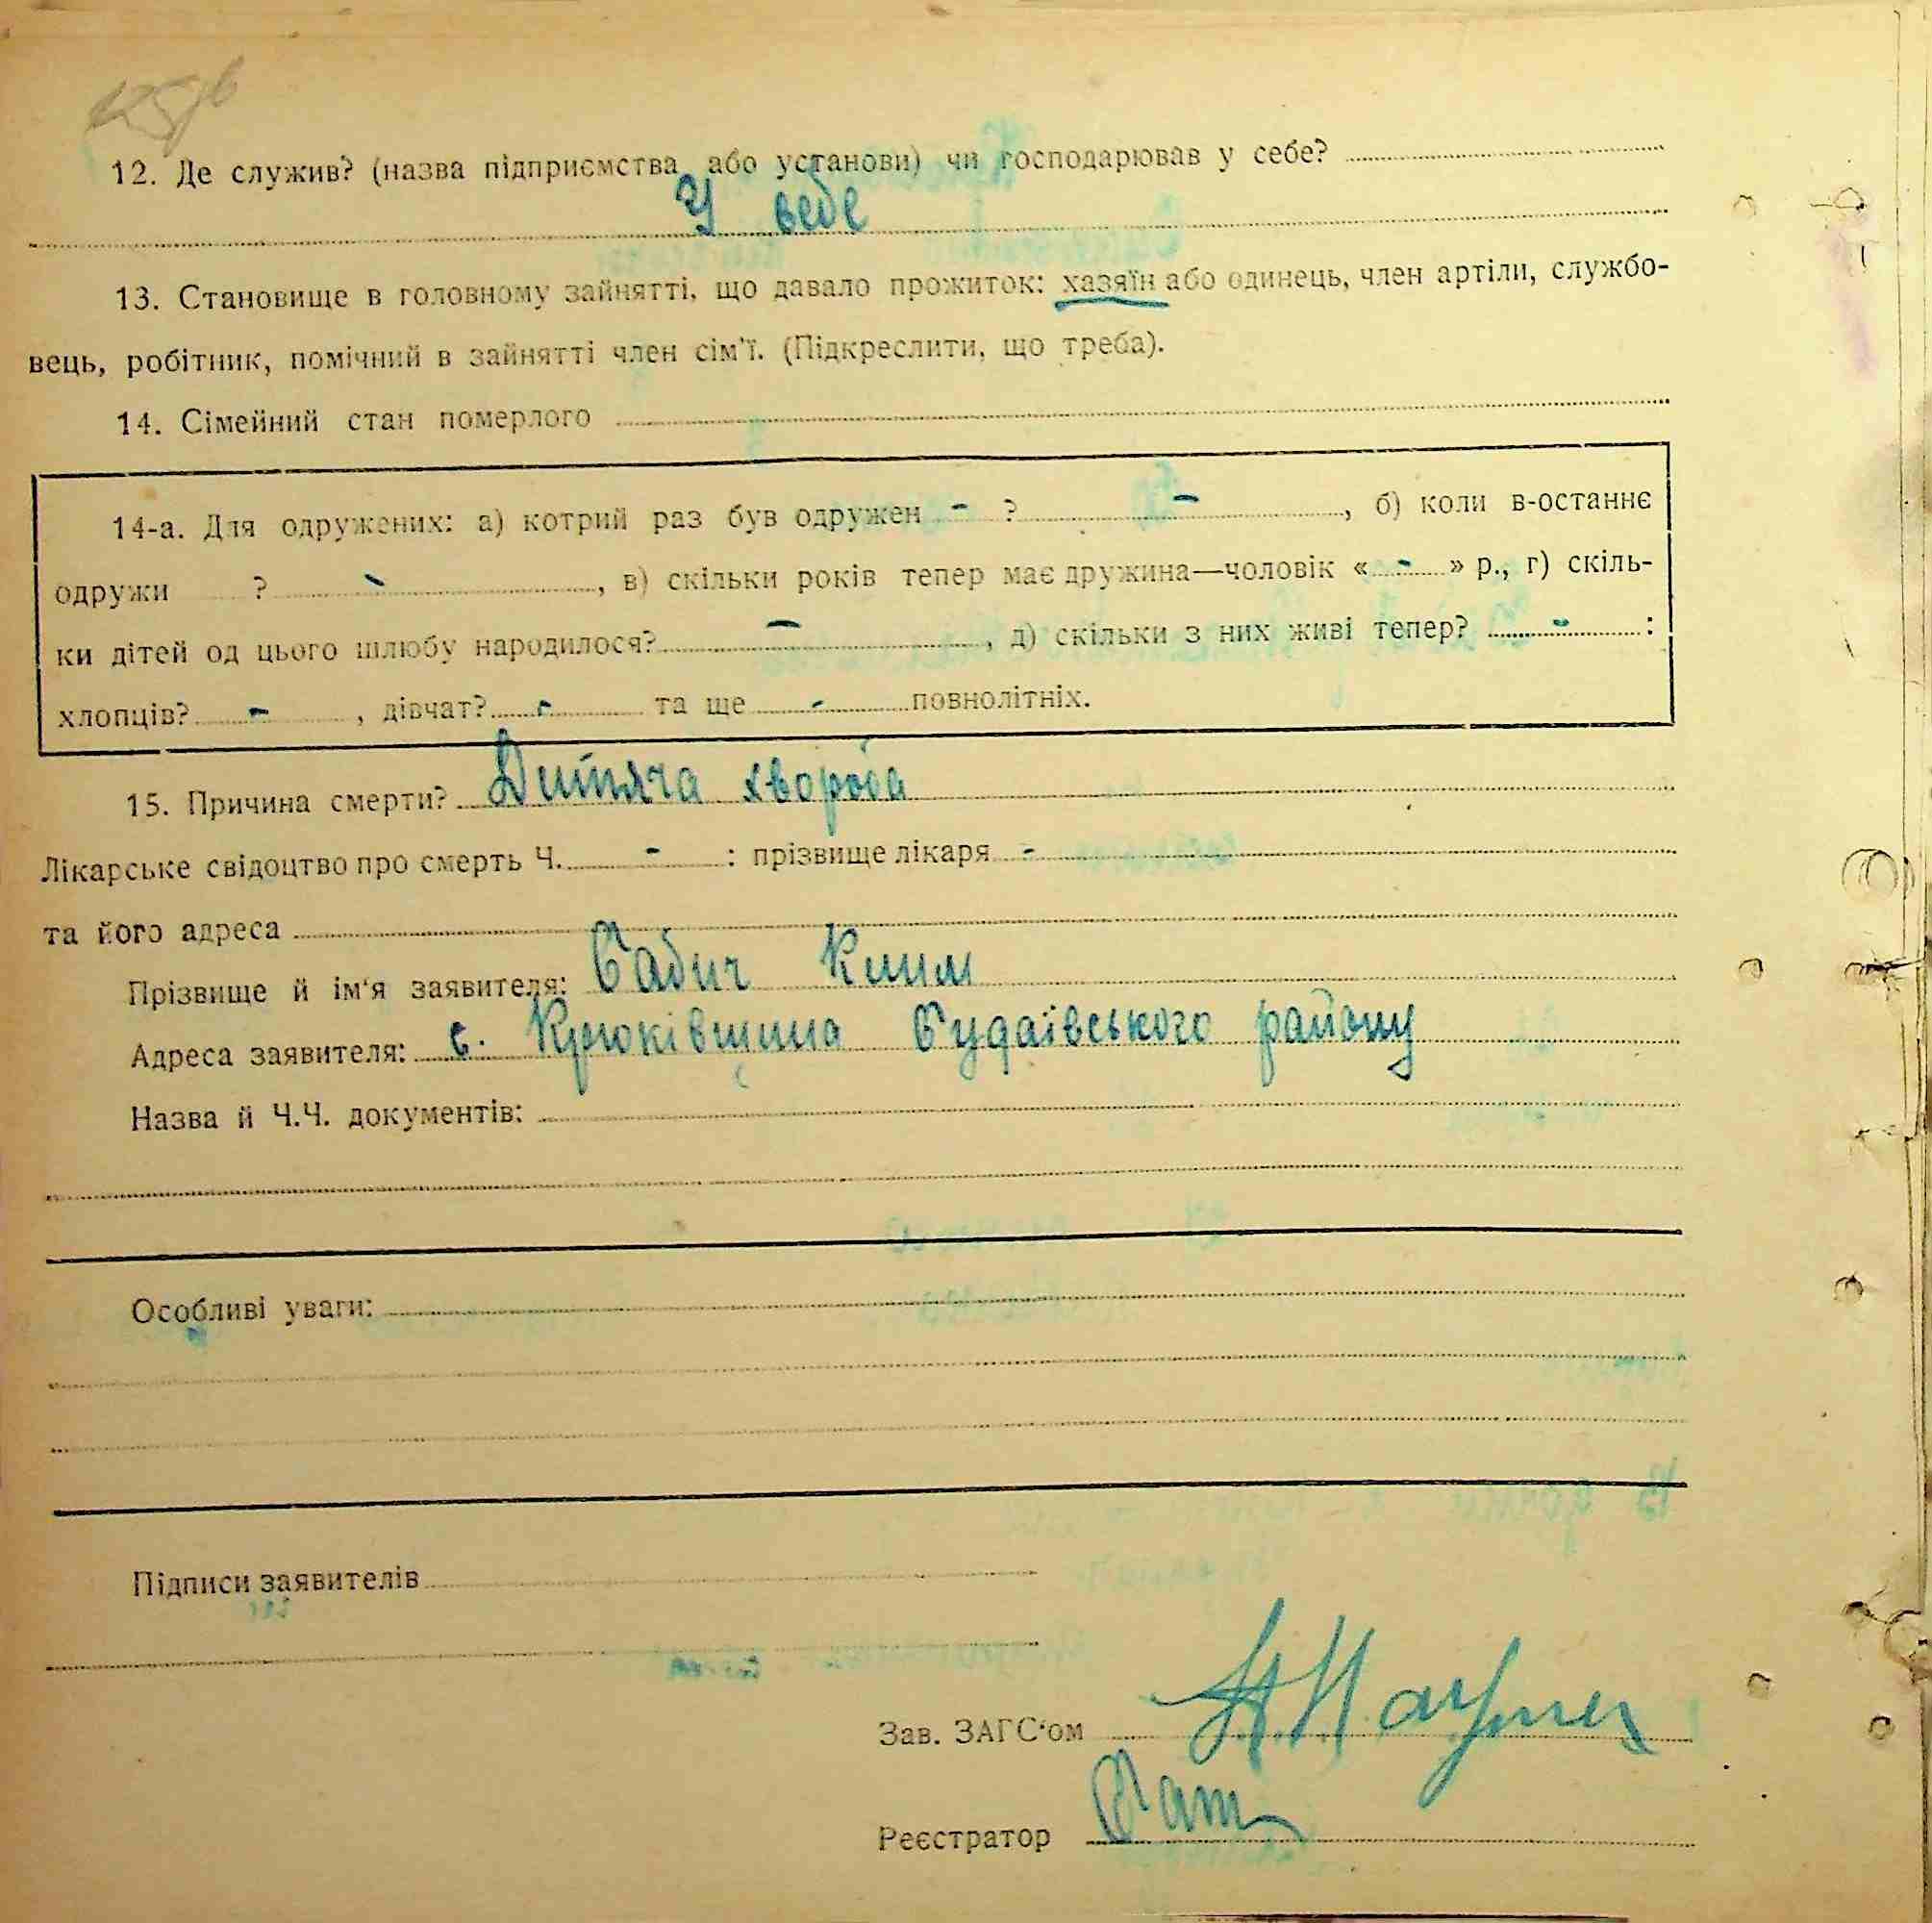 12. Де служив? (назва підприємства або установи) чи господарював у себе?
У себе
13. Становище в головному зайнятті, що давало прожиток: хазяїн або одинець, член артіли, службо-
вець, робітник, помічний в зайнятті член сім'ї. (Підкреслити, що треба).
14. Сімейний стан померлого
14-а. Для одружених: а) котрий раз був одружен - ? -, б) коли в-останнє
одружи ? -, в) скільки років тепер має дружина—чоловік « - » р., г) скіль-
ки дітей од цього шлюбу народилося? -, д) скільки з них живі тепер? - :
хлопців? -, дівчат? - та ще - повнолітніх.
15. Причина смерти? Дитяча хвороба
Лікарське свідоцтво про смерть Ч. - : прізвище лікаря -
та його адреса
Прізвище й ім'я заявителя: Бабич Клим
Адреса заявителя: с. Крюківщина Будаївського району
Назва й Ч.Ч. документів:
Особливі уваги:
Підписи заявителів
Зав. ЗАГС'ом
Реєстратор